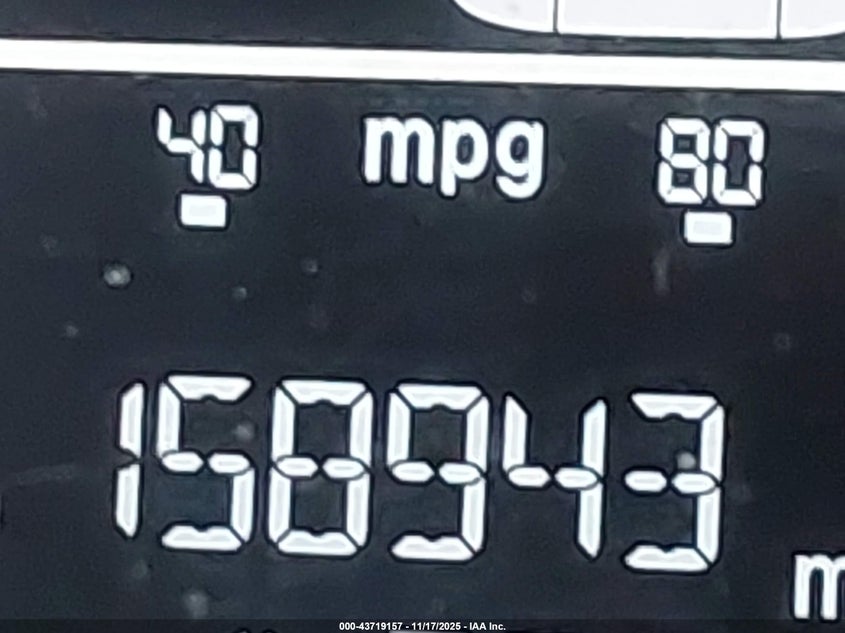 40 mpg 80
158943
m
000-43719157 - 11/17/2025 - IAA Inc.